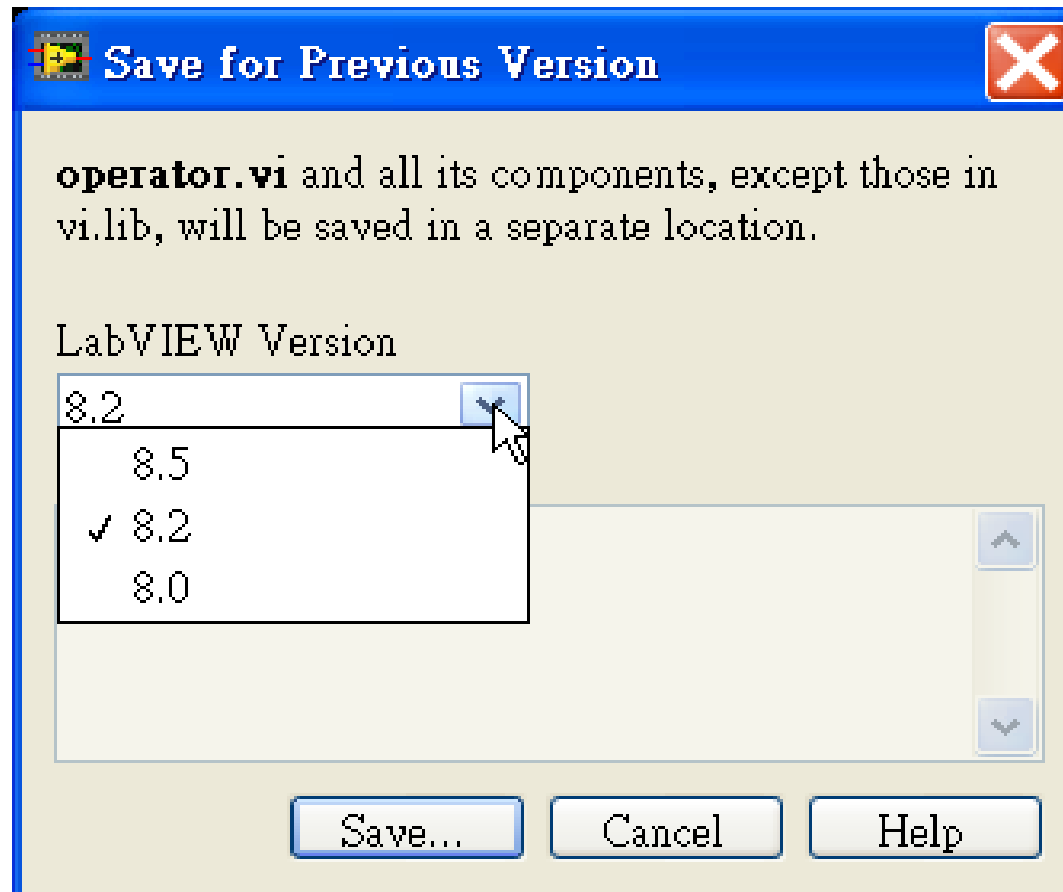 Save for Previous Version
operator.vi and all its components, except those in
vi.lib, will be saved in a separate location.
LabVIEW Version
8.2
8.5
8.2
8.0
Save...
Cancel
Help